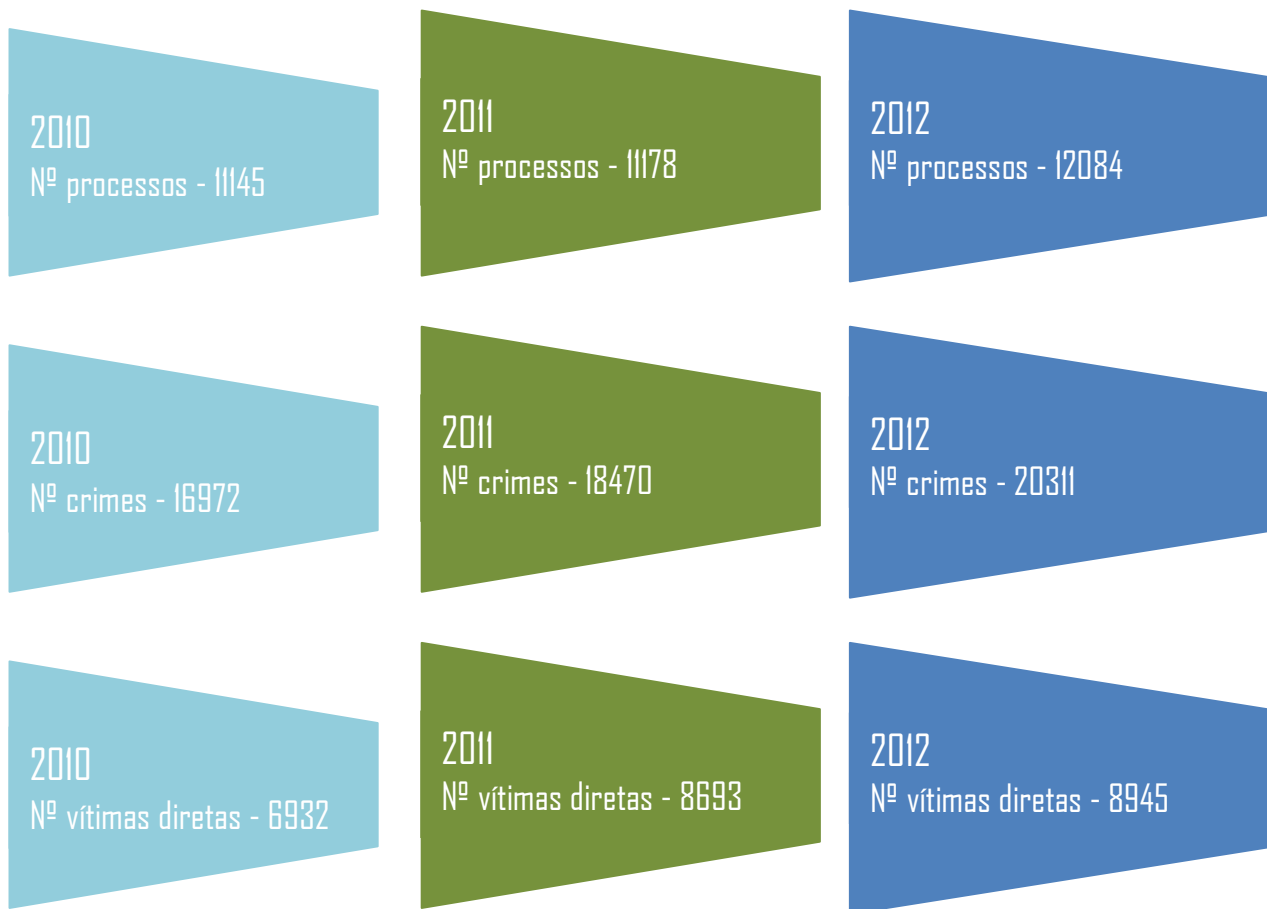 2010
Nº processos - 11145
2011
Nº processos - 11178
2012
Nº processos - 12084
2010
Nº crimes - 16972
2011
Nº crimes - 18470
2012
Nº crimes - 20311
2010
Nº vítimas diretas - 6932
2011
Nº vítimas diretas - 8693
2012
Nº vítimas diretas - 8945